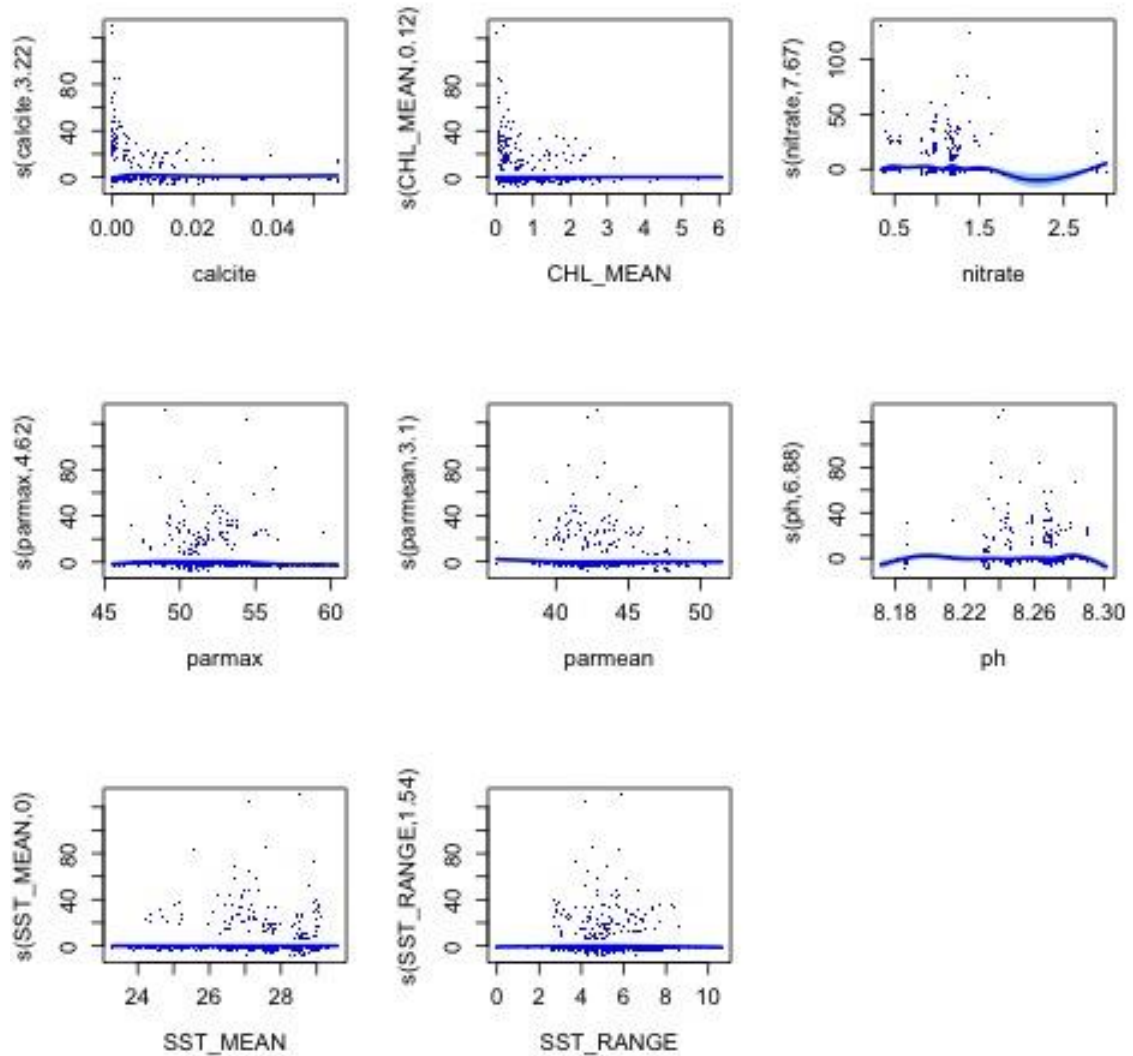 s(calcite,3.22)
0 40 80
0.00 0.02 0.04
calcite
s(CHL_MEAN,0.12)
0 40 80
0 1 2 3 4 5 6
CHL_MEAN
s(nitrate,7.67)
0 50 100
0.5 1.5 2.5
nitrate
s(parmax,4.62)
0 40 80
45 50 55 60
parmax
s(parmean,3.1)
0 40 80
40 45 50
parmean
s(ph,6.88)
0 40 80
8.18 8.22 8.26 8.30
ph
s(SST_MEAN,0)
0 40 80
24 26 28
SST_MEAN
s(SST_RANGE,1.54)
0 40 80
0 2 4 6 8 10
SST_RANGE